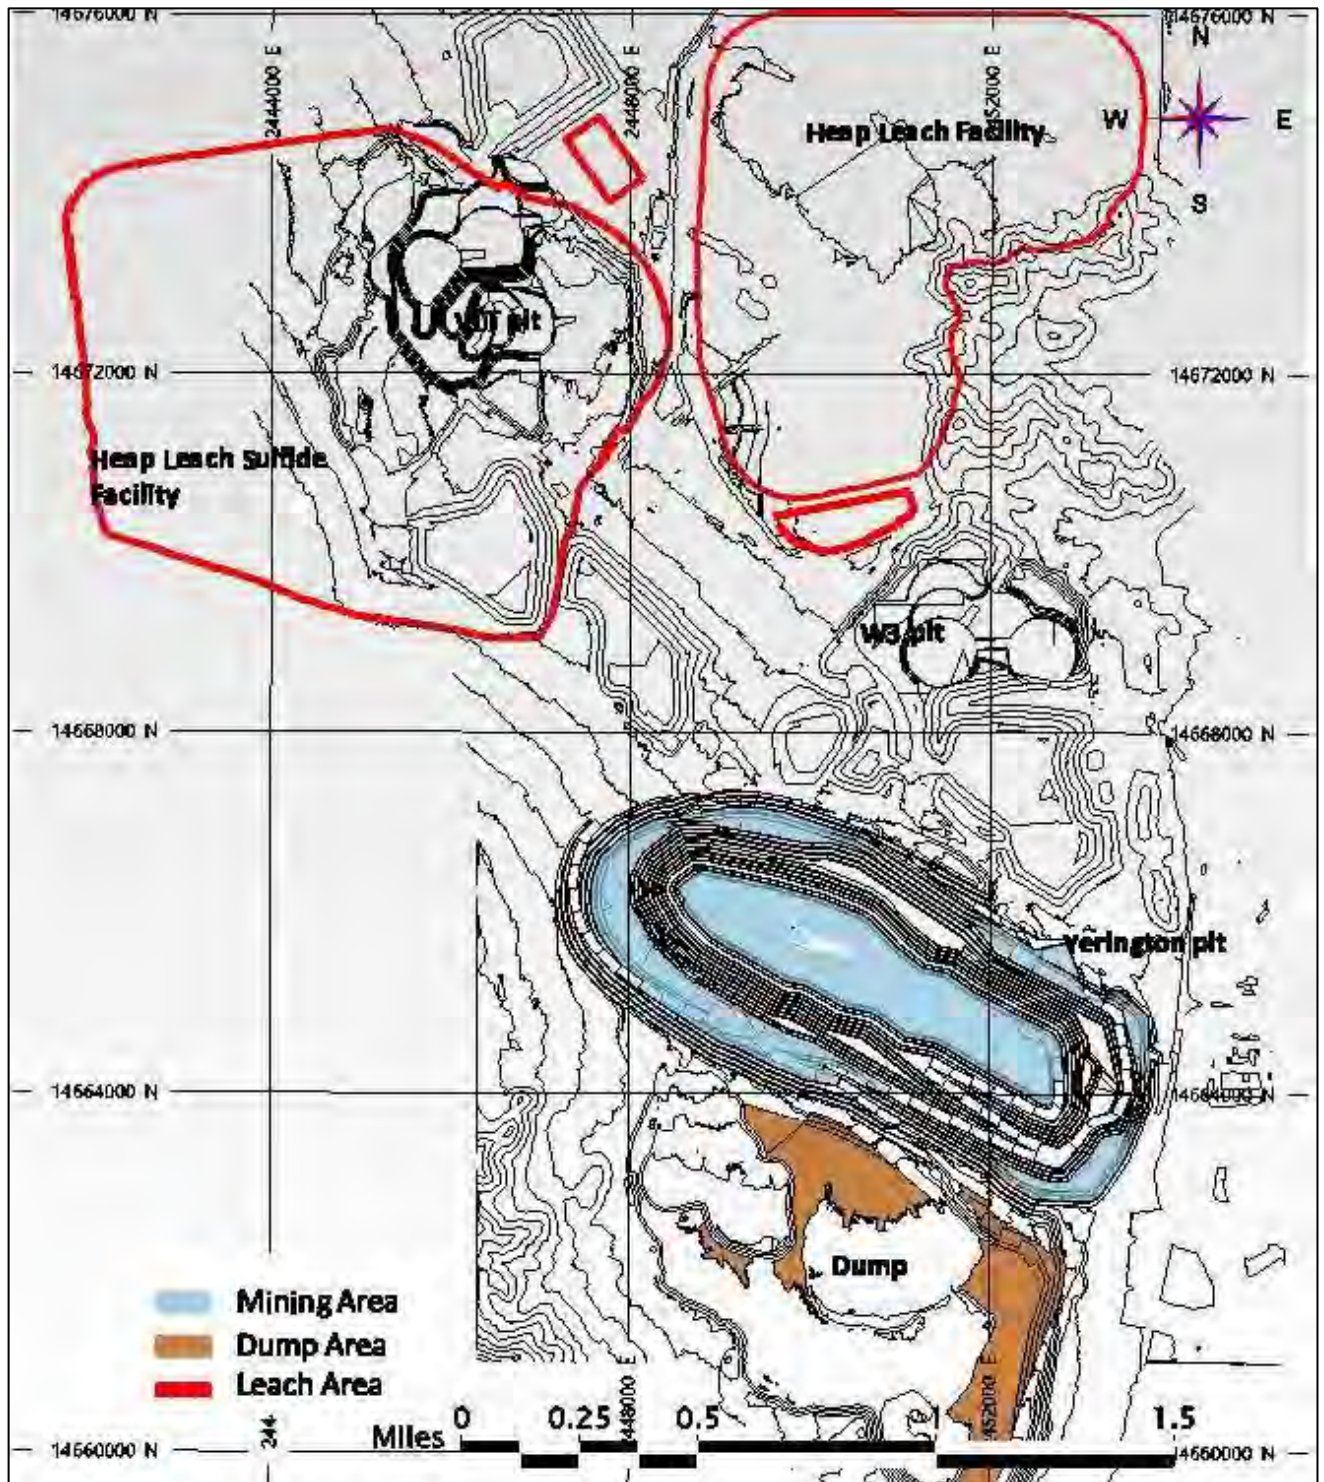 14676000 N
14676000 N
N
2444000 E
2448000 E
W
E
Heap Leach Facility
S
14672000 N
14672000 N
Heap Leach Sulfide
Facility
W3 pit
14668000 N
14668000 N
Yerington pit
14664000 N
14664000 N
Dump
Mining Area
Dump Area
Leach Area
2448000 E
2452000 E
0
0.25
0.5
1
1.5
Miles
14660000 N
14660000 N